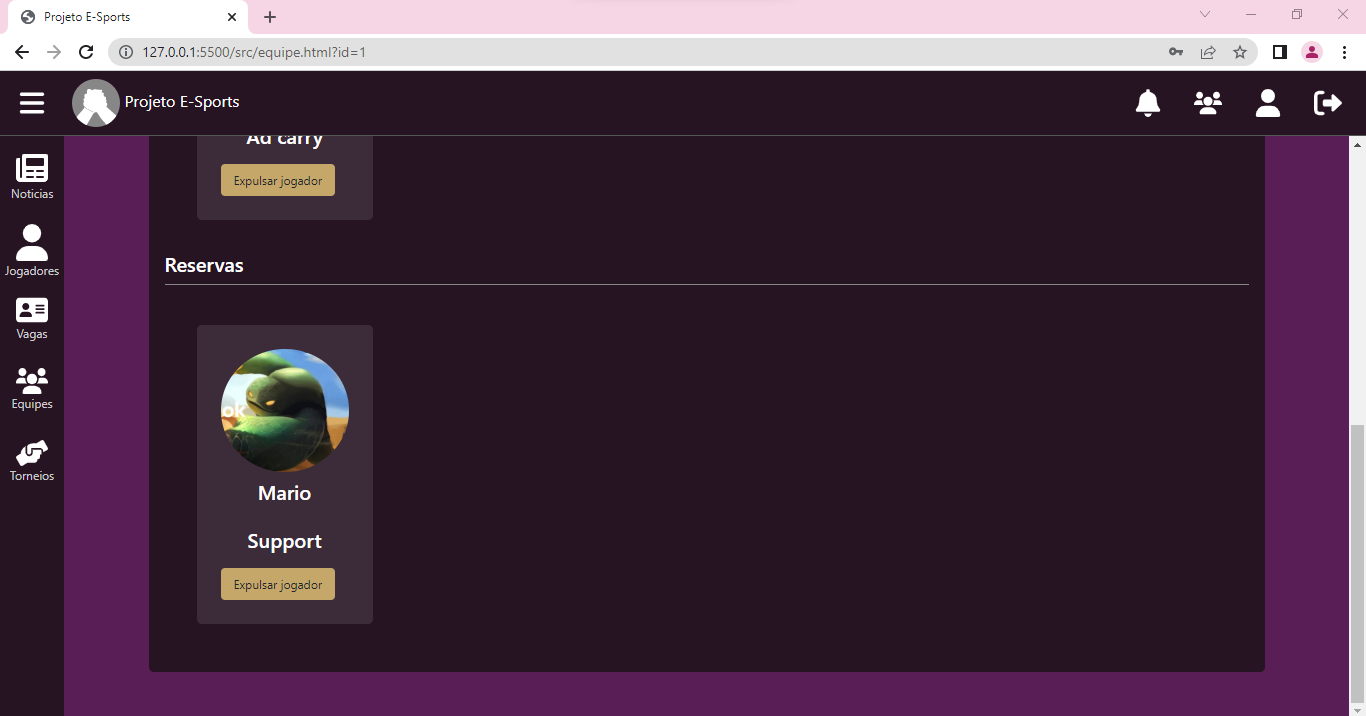 Projeto E-Sports
127.0.0.1:5500/src/equipe.html?id=1
Projeto E-Sports
Noticias
Jogadores
Vagas
Equipes
Torneios
Ad carry
Expulsar jogador
Reservas
ok
Mario
Support
Expulsar jogador